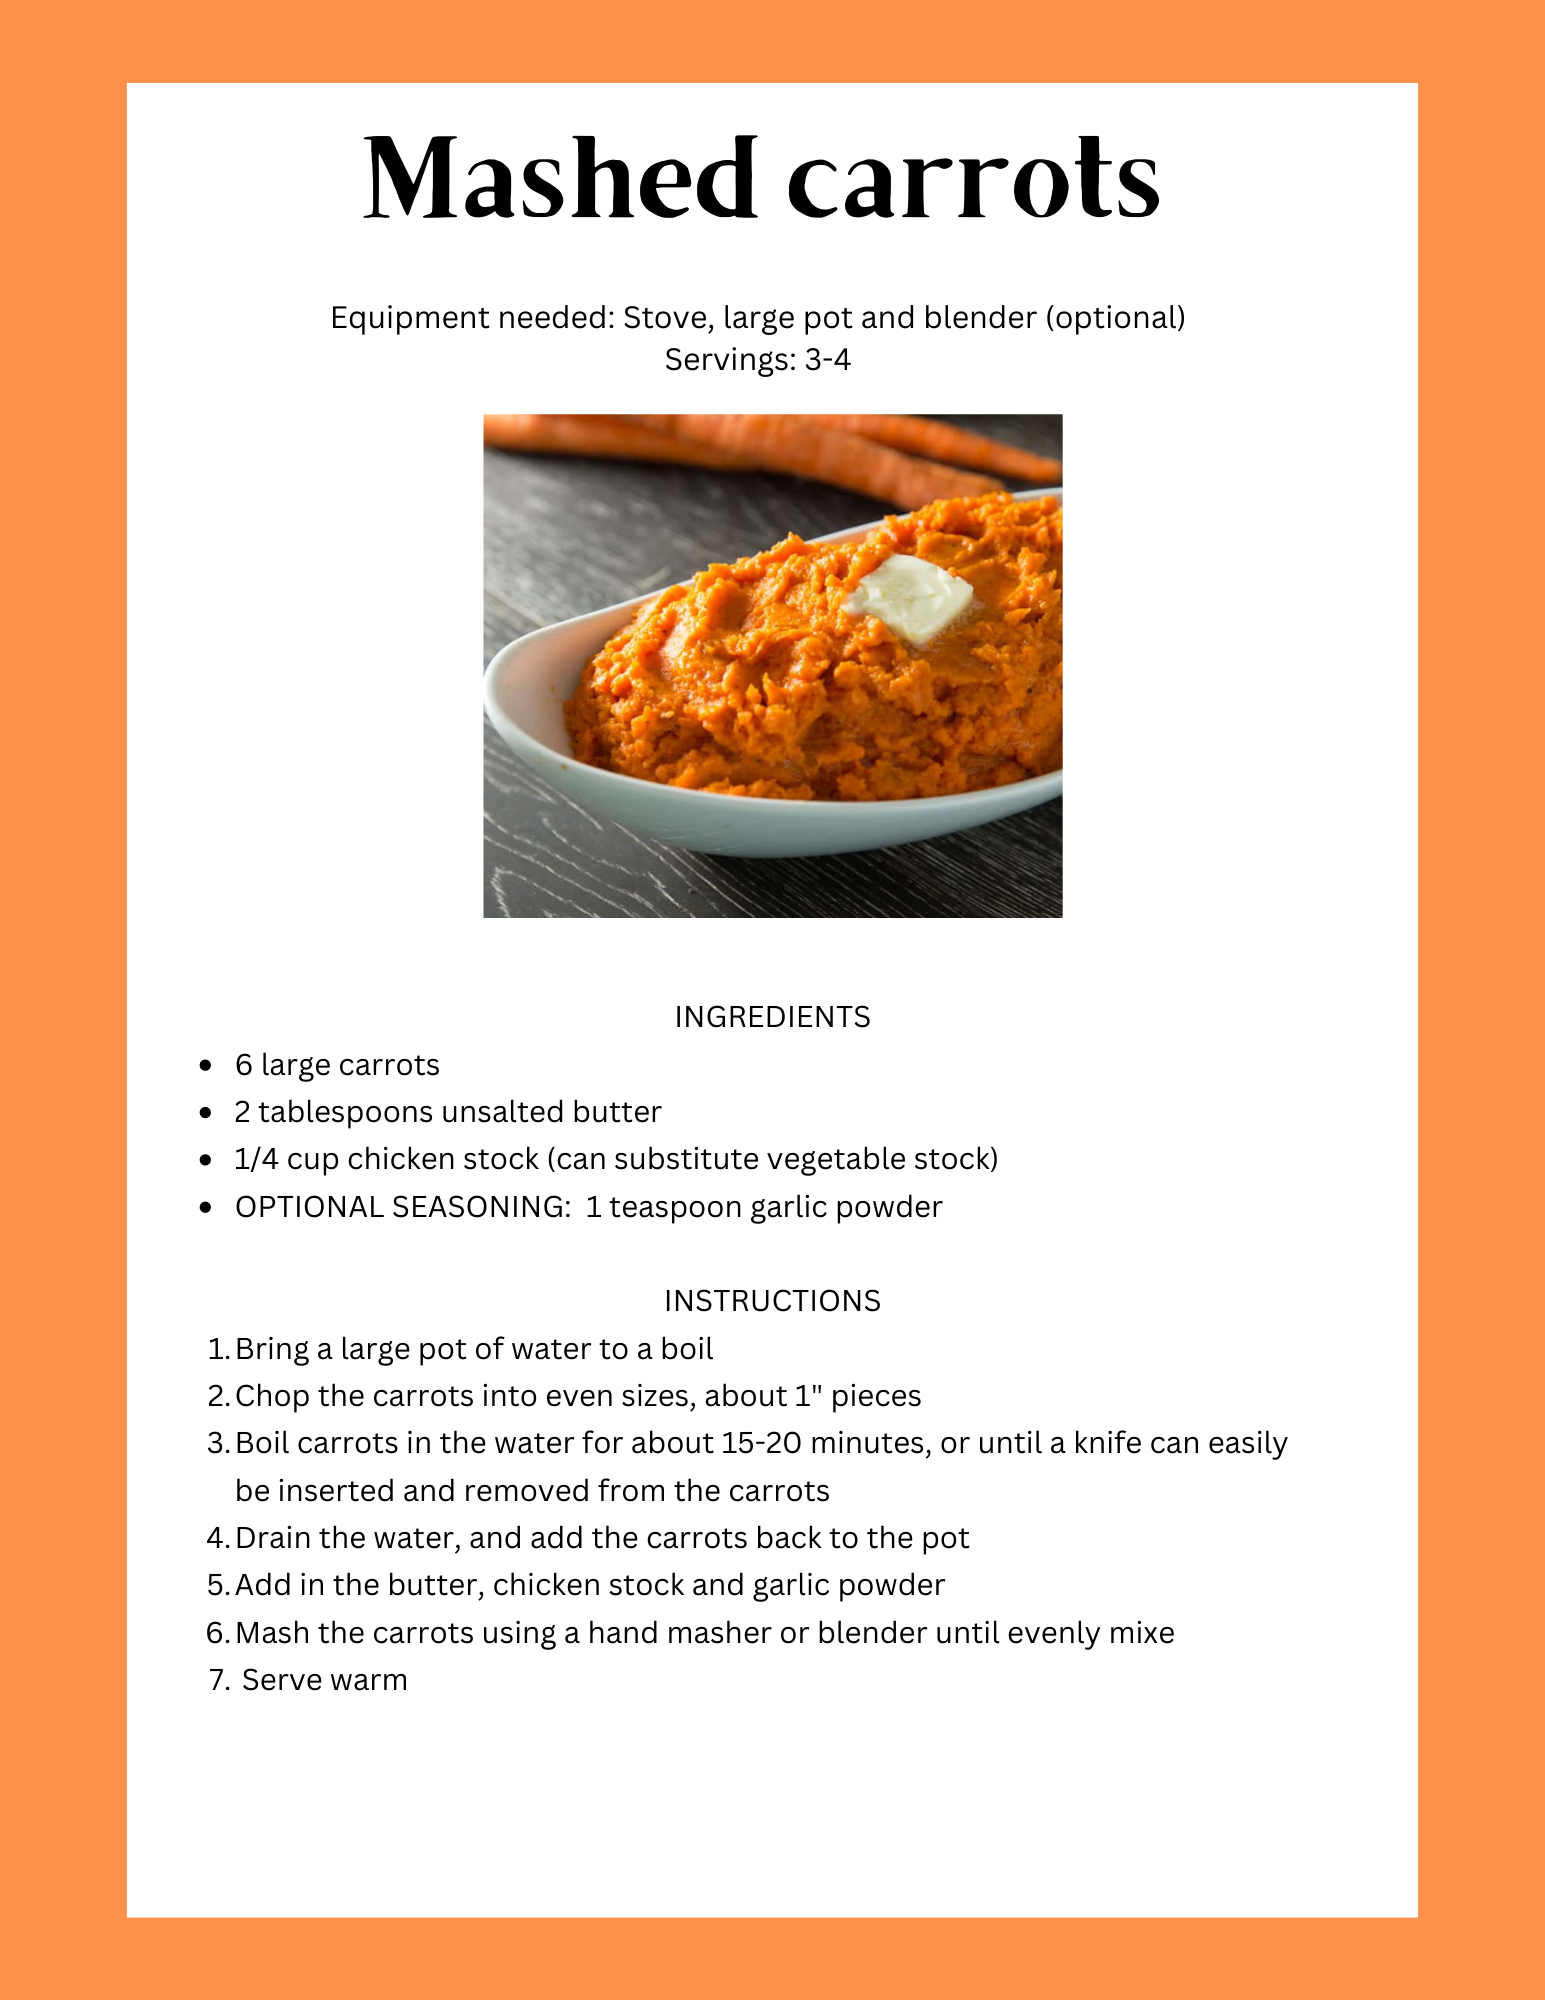 Mashed carrots
Equipment needed: Stove, large pot and blender (optional)
Servings: 3-4
INGREDIENTS
• 6 large carrots
• 2 tablespoons unsalted butter
• 1/4 cup chicken stock (can substitute vegetable stock)
• OPTIONAL SEASONING:  1 teaspoon garlic powder
INSTRUCTIONS
1. Bring a large pot of water to a boil
2. Chop the carrots into even sizes, about 1" pieces
3. Boil carrots in the water for about 15-20 minutes, or until a knife can easily
be inserted and removed from the carrots
4. Drain the water, and add the carrots back to the pot
5. Add in the butter, chicken stock and garlic powder
6. Mash the carrots using a hand masher or blender until evenly mixe
7. Serve warm